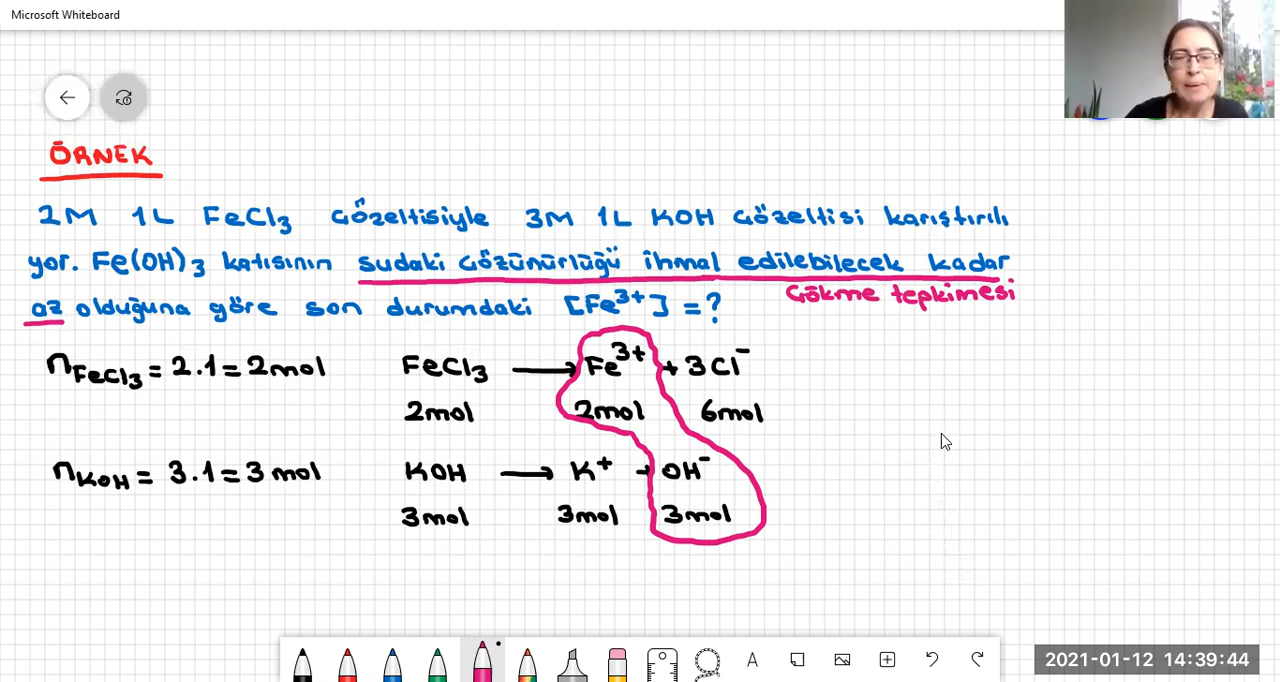 Microsoft Whiteboard
ÖRNEK
2M 1L FeCl3 çözeltisiyle 3M 1L KOH çözeltisi karıştırılı
yor. Fe(OH)3 katısının sudaki çözünürlüğü ihmal edilebilecek kadar
az olduğuna göre son durumdaki [Fe3+] = ?
Çökme tepkimesi
nFeCl3 = 2.1 = 2mol FeCl3 → Fe3+ + 3Cl-
2mol 2mol 6mol
nKOH = 3.1 = 3 mol KOH → K+ + OH-
3mol 3mol 3mol
A
2021-01-12 14:39:44